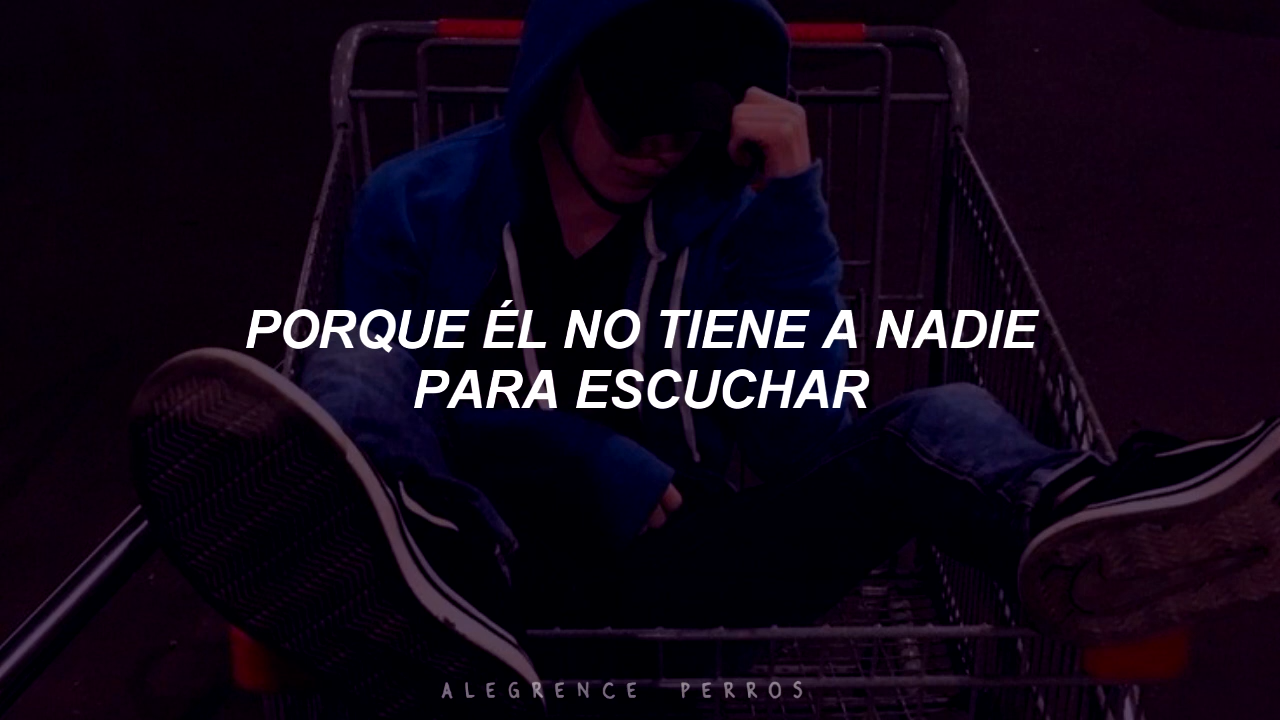 PORQUE ÉL NO TIENE A NADIE
PARA ESCUCHAR
ALEGRENCE PERROS